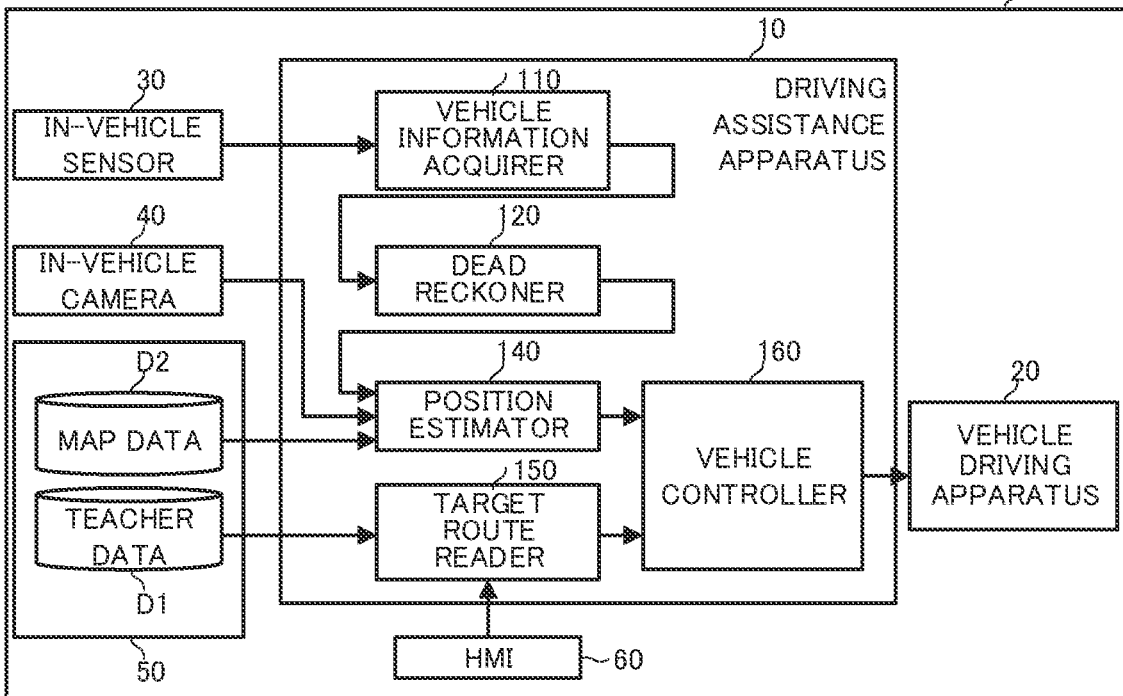 10
30
110
IN-VEHICLE
SENSOR
VEHICLE
INFORMATION
ACQUIRER
DRIVING
ASSISTANCE
APPARATUS
40
120
IN-VEHICLE
CAMERA
DEAD
RECKONER
D2
140
160
20
MAP DATA
POSITION
ESTIMATOR
VEHICLE
CONTROLLER
VEHICLE
DRIVING
APPARATUS
150
TEACHER
DATA
TARGET
ROUTE
READER
D1
50
HMI
60